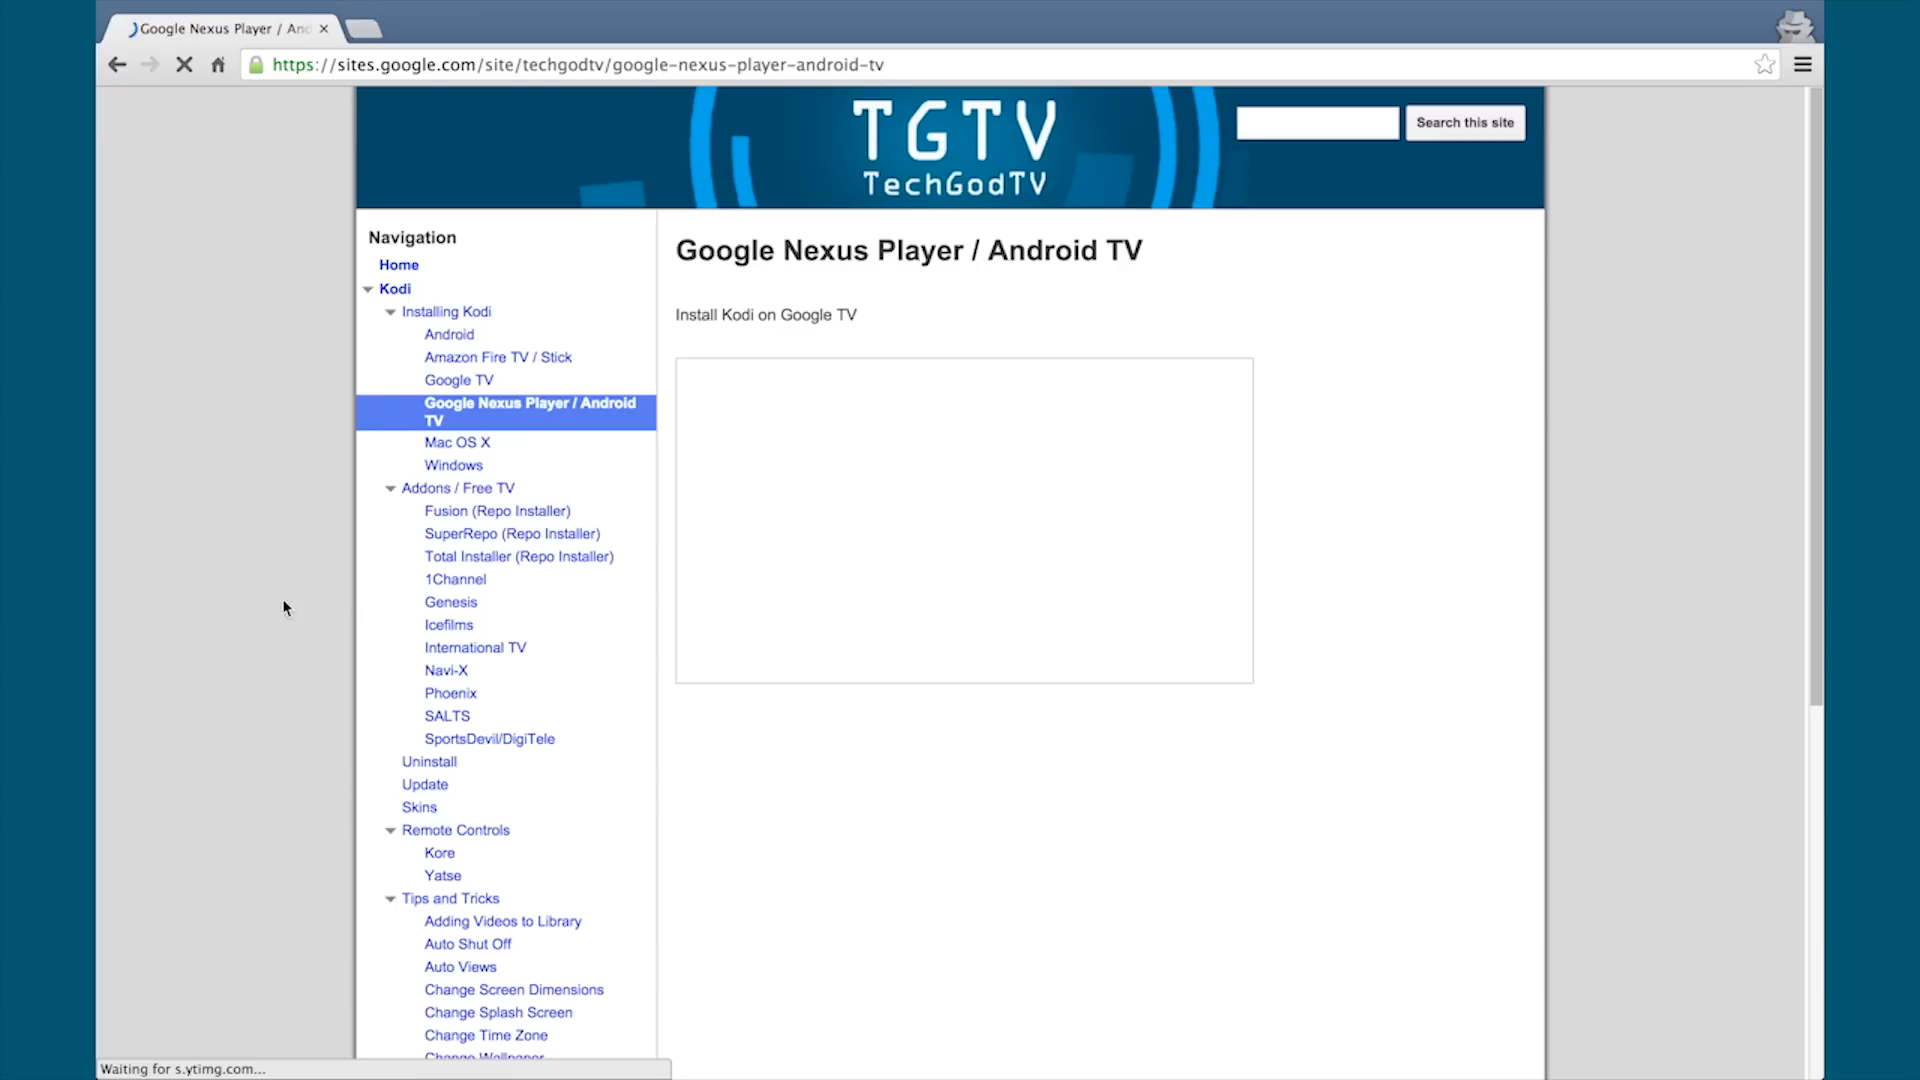 Google Nexus Player / And
https://sites.google.com/site/techgodtv/google-nexus-player-android-tv
TGTV
TechGodTV
Search this site
Navigation
Home
Kodi
Installing Kodi
Android
Amazon Fire TV / Stick
Google TV
Google Nexus Player / Android
TV
Mac OS X
Windows
Addons / Free TV
Fusion (Repo Installer)
SuperRepo (Repo Installer)
Total Installer (Repo Installer)
1Channel
Genesis
Icefilms
International TV
Navi-X
Phoenix
SALTS
SportsDevil/DigiTele
Uninstall
Update
Skins
Remote Controls
Kore
Yatse
Tips and Tricks
Adding Videos to Library
Auto Shut Off
Auto Views
Change Screen Dimensions
Change Splash Screen
Change Time Zone
Change Wallpaper
Google Nexus Player / Android TV
Install Kodi on Google TV
Waiting for s.ytimg.com...